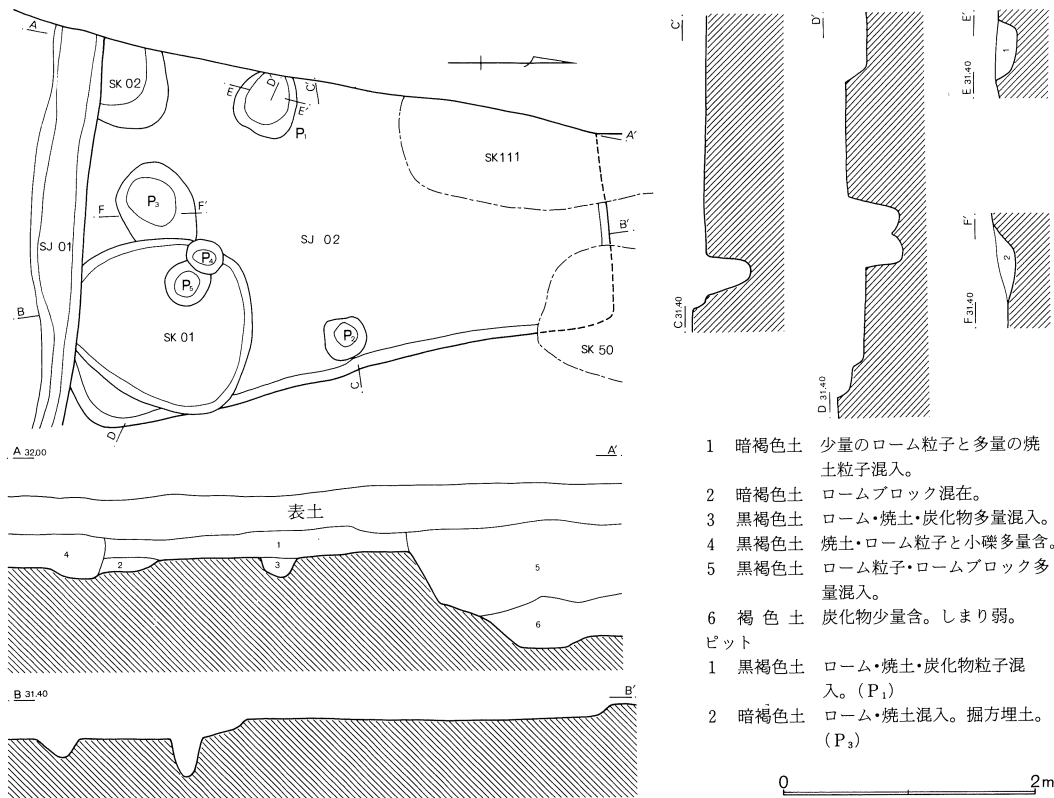 A
SK 02
E
D'
C'
E'
P₁
A'
SK111
P₃
F
F'
SJ 01
SJ 02
B'
P₄
P₅
B
SK 01
P₂
SK 50
C
D
A 32.00
A'
表土
4
1
2
3
5
6
B 31.40
B'
C'
C 31.40
D'
D 31.40
E'
1
E 31.40
F'
2
F 31.40
1 暗褐色土 少量のローム粒子と多量の焼
土粒子混入。
2 暗褐色土 ロームブロック混在。
3 黒褐色土 ローム・焼土・炭化物多量混入。
4 黒褐色土 焼土・ローム粒子と小礫多量含。
5 黒褐色土 ローム粒子・ロームブロック多
量混入。
6 褐色土 炭化物少量含。しまり弱。
ピット
1 黒褐色土 ローム・焼土・炭化物粒子混
入。(P₁)
2 暗褐色土 ローム・焼土混入。掘方埋土。
(P₃)
0 2m